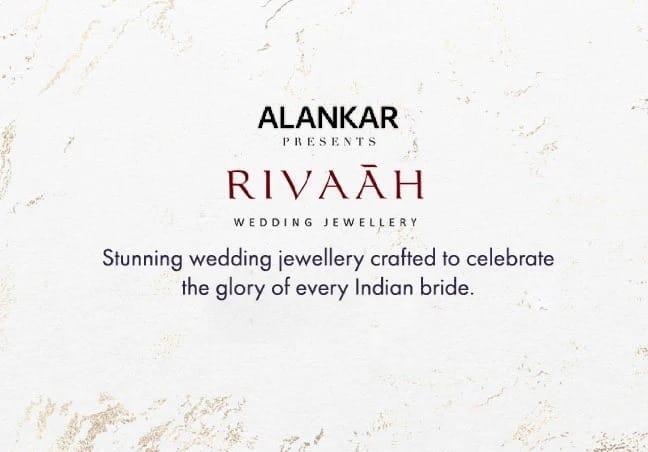 ALANKAR
PRESENTS
RIVAĀH
WEDDING JEWELLERY
Stunning wedding jewellery crafted to celebrate
the glory of every Indian bride.